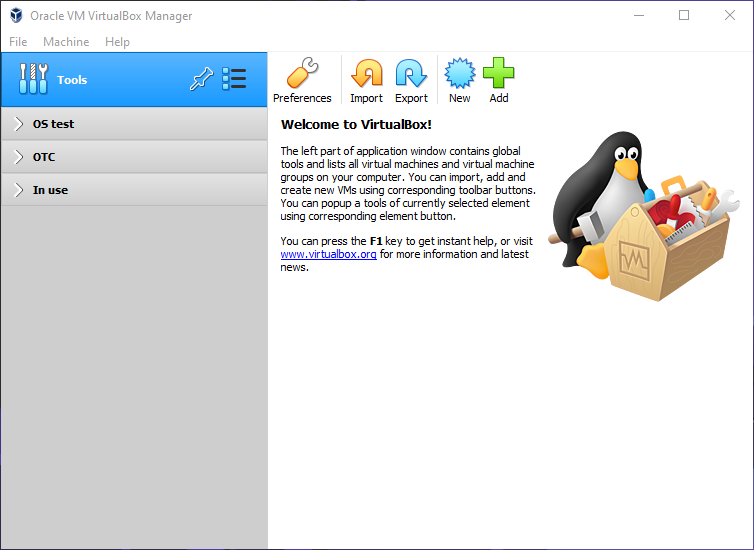 Oracle VM VirtualBox Manager
File Machine Help
Tools
Preferences Import Export New Add
OS test
OTC
In use
Welcome to VirtualBox!
The left part of application window contains global
tools and lists all virtual machines and virtual machine
groups on your computer. You can import, add and
create new VMs using corresponding toolbar buttons.
You can popup a tools of currently selected element
using corresponding element button.
You can press the F1 key to get instant help, or visit
www.virtualbox.org for more information and latest
news.
VM